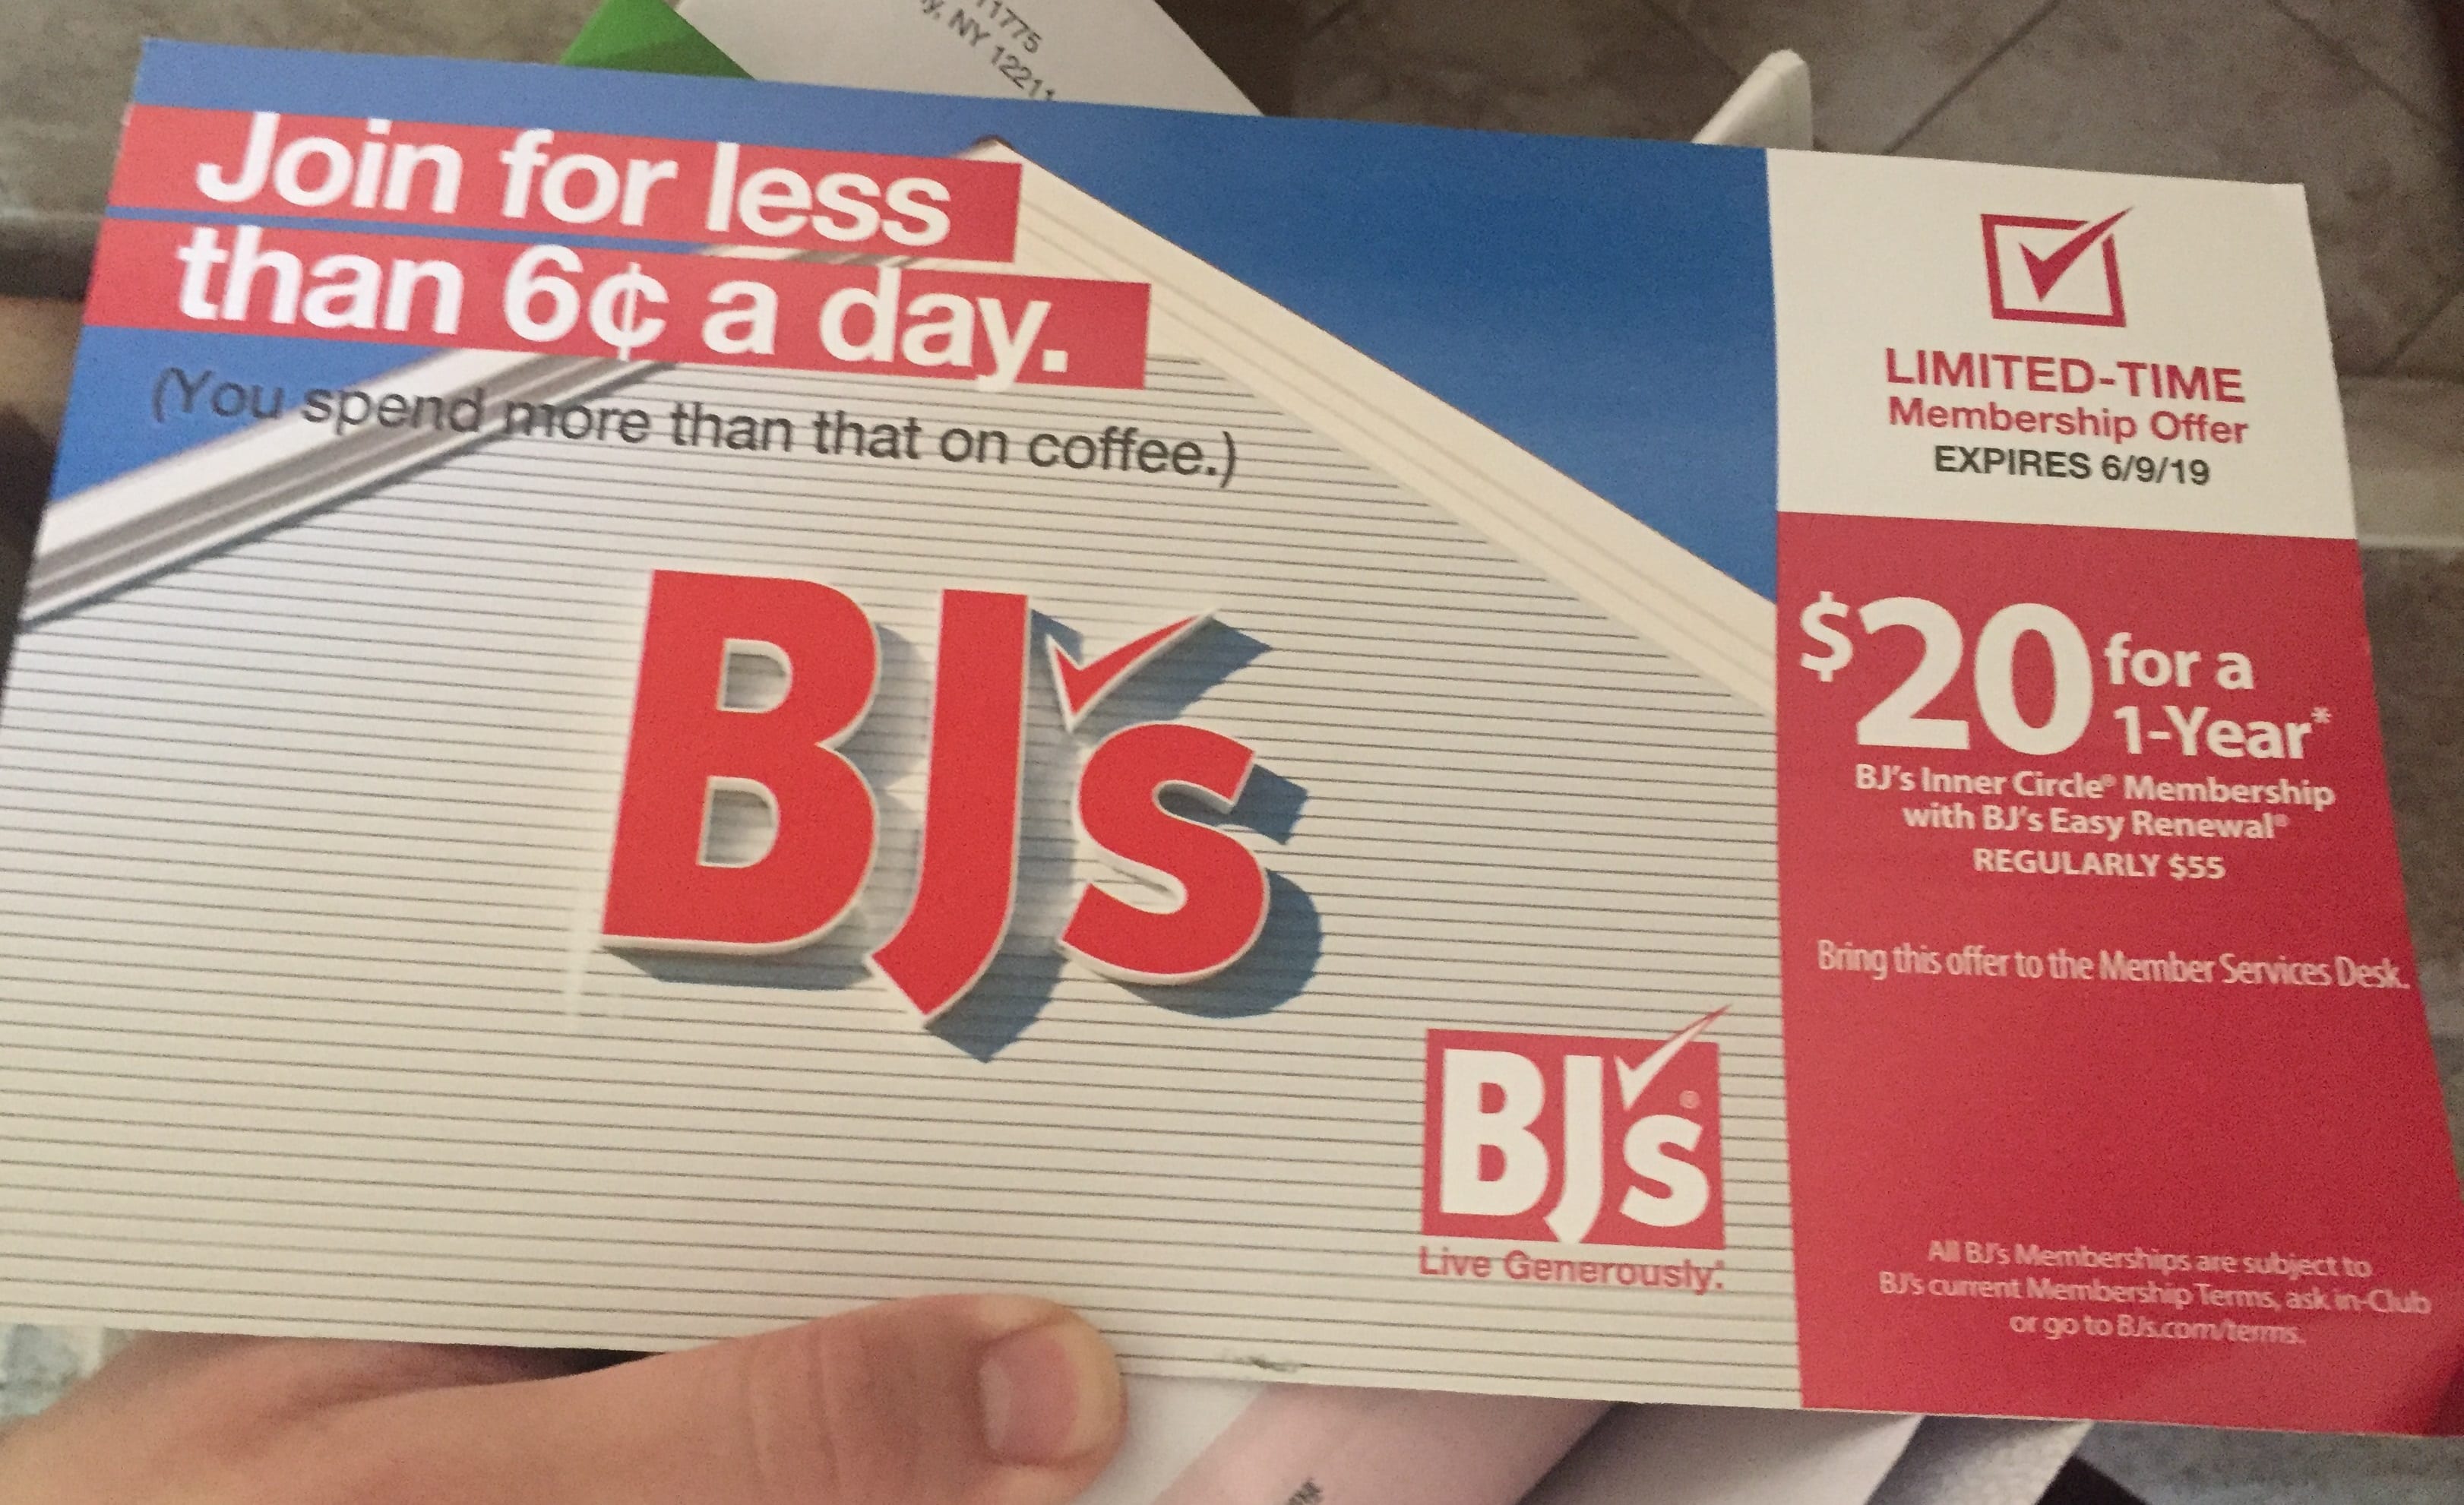 11775
y, NY 12211
Join for less
than 6¢ a day.
(You spend more than that on coffee.)
BJ's
BJ's®
Live Generously.®
LIMITED-TIME
Membership Offer
EXPIRES 6/9/19
$20 for a
1-Year*
BJ's Inner Circle® Membership
with BJ's Easy Renewal®
REGULARLY $55
Bring this offer to the Member Services Desk.
All BJ's Memberships are subject to
BJ's current Membership Terms, ask in-Club
or go to BJs.com/terms.